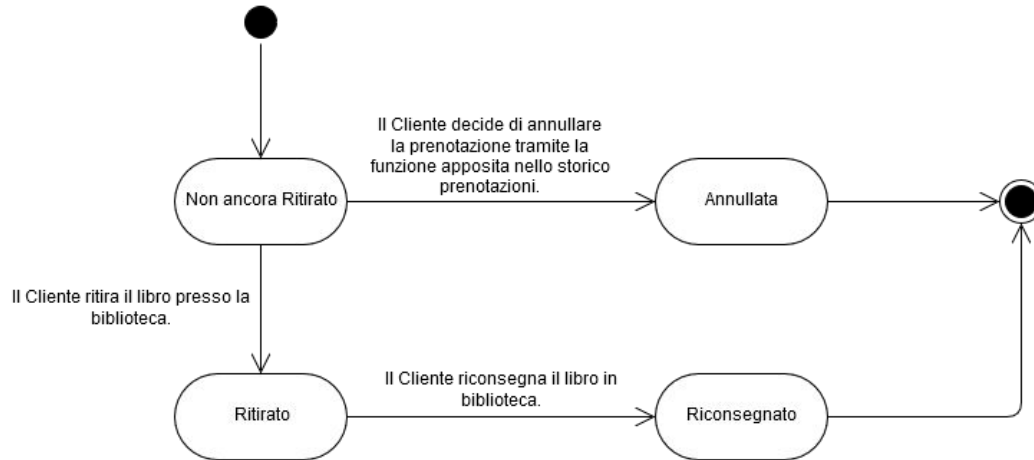 Il Cliente decide di annullare
la prenotazione tramite la
funzione apposita nello storico
prenotazioni.
Non ancora Ritirato
Annullata
Il Cliente ritira il libro presso la
biblioteca.
Il Cliente riconsegna il libro in
biblioteca.
Ritirato
Riconsegnato